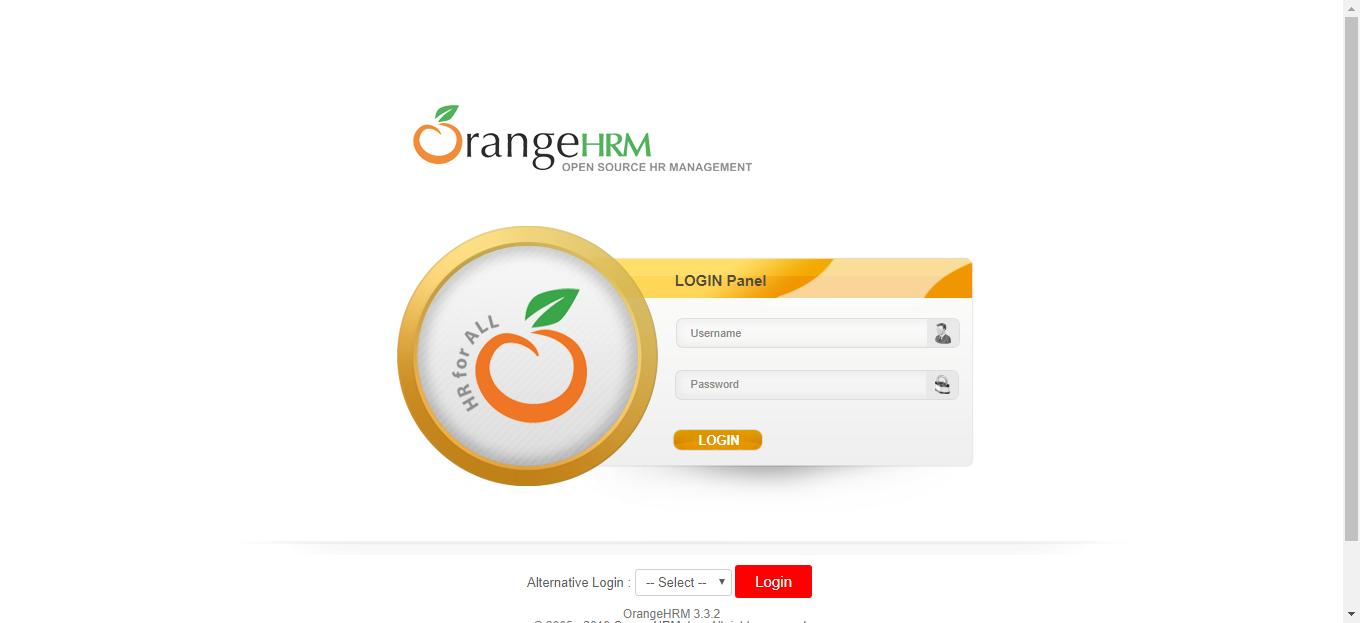 OrangeHRM
OPEN SOURCE HR MANAGEMENT
HR for ALL
LOGIN Panel
Username
Password
LOGIN
Alternative Login : -- Select -- Login
OrangeHRM 3.3.2